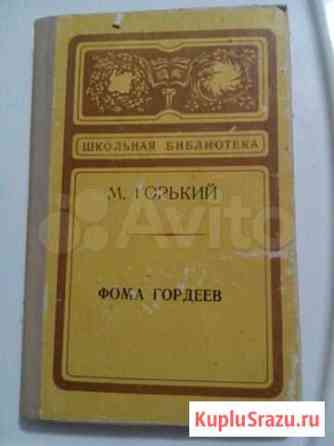 ШКОЛЬНАЯ БИБЛИОТЕКА
М. ГОРЬКИЙ
Avito
ФОМА ГОРДЕЕВ
KupluSrazu.ru